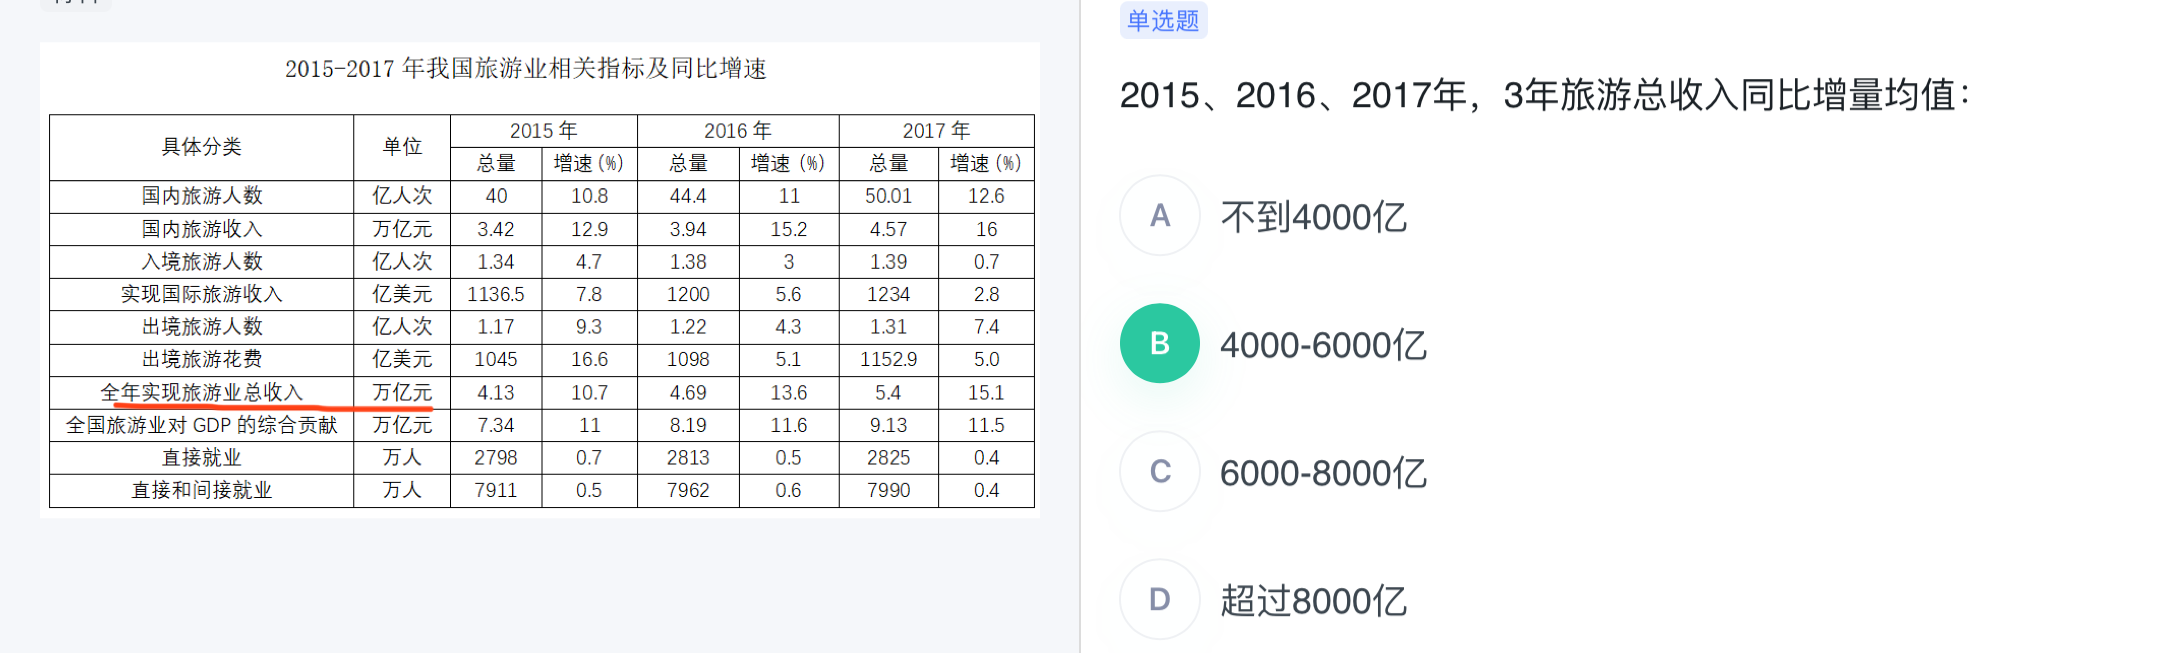 单选题
2015-2017 年我国旅游业相关指标及同比增速
具体分类 单位 2015 年 2016 年 2017 年
总量 增速(%) 总量 增速(%) 总量 增速(%)
国内旅游人数 亿人次 40 10.8 44.4 11 50.01 12.6
国内旅游收入 万亿元 3.42 12.9 3.94 15.2 4.57 16
入境旅游人数 亿人次 1.34 4.7 1.38 3 1.39 0.7
实现国际旅游收入 亿美元 1136.5 7.8 1200 5.6 1234 2.8
出境旅游人数 亿人次 1.17 9.3 1.22 4.3 1.31 7.4
出境旅游花费 亿美元 1045 16.6 1098 5.1 1152.9 5.0
全年实现旅游业总收入 万亿元 4.13 10.7 4.69 13.6 5.4 15.1
全国旅游业对 GDP 的综合贡献 万亿元 7.34 11 8.19 11.6 9.13 11.5
直接就业 万人 2798 0.7 2813 0.5 2825 0.4
直接和间接就业 万人 7911 0.5 7962 0.6 7990 0.4
2015、2016、2017年，3年旅游总收入同比增量均值：
A 不到4000亿
B 4000-6000亿
C 6000-8000亿
D 超过8000亿